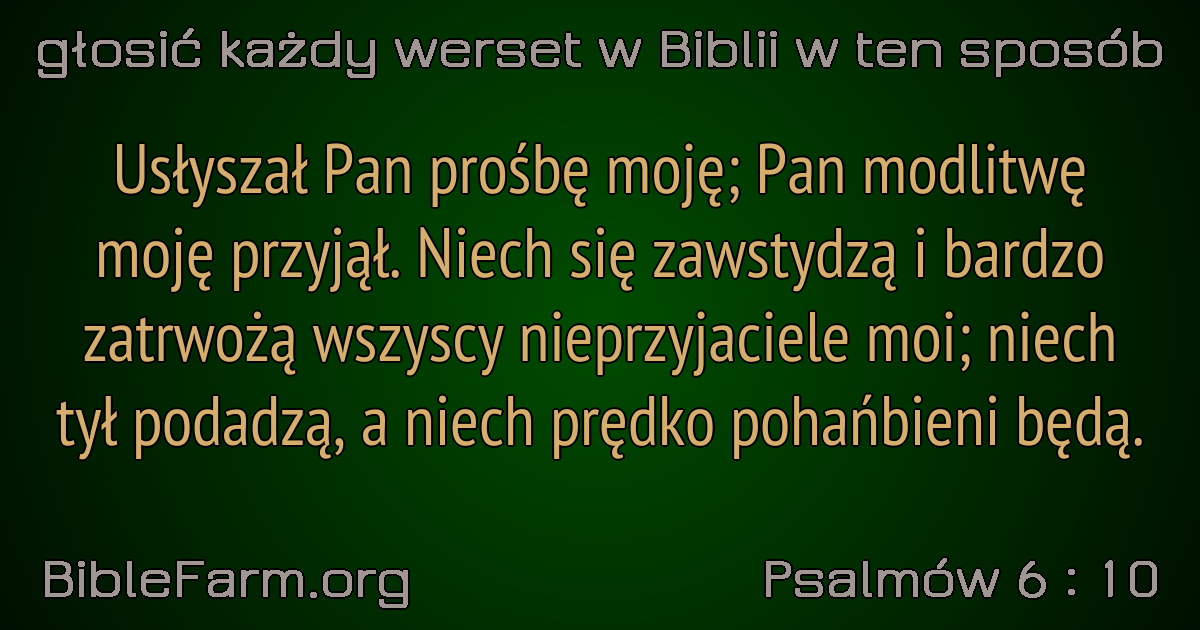 głosić każdy werset w Biblii w ten sposób
Usłyszał Pan prośbę moję; Pan modlitwę
moję przyjął. Niech się zawstydzą i bardzo
zatrwożą wszyscy nieprzyjaciele moi; niech
tył podadzą, a niech prędko pohańbieni będą.
BibleFarm.org
Psalmów 6 : 10